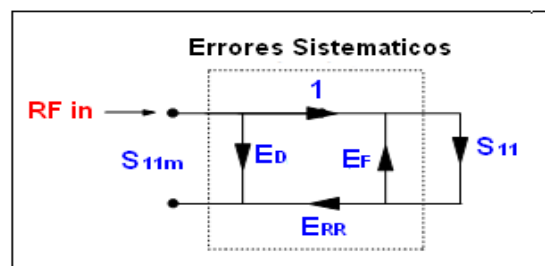 Errores Sistematicos
1
RF in
S11m
ED
EF
S11
ERR